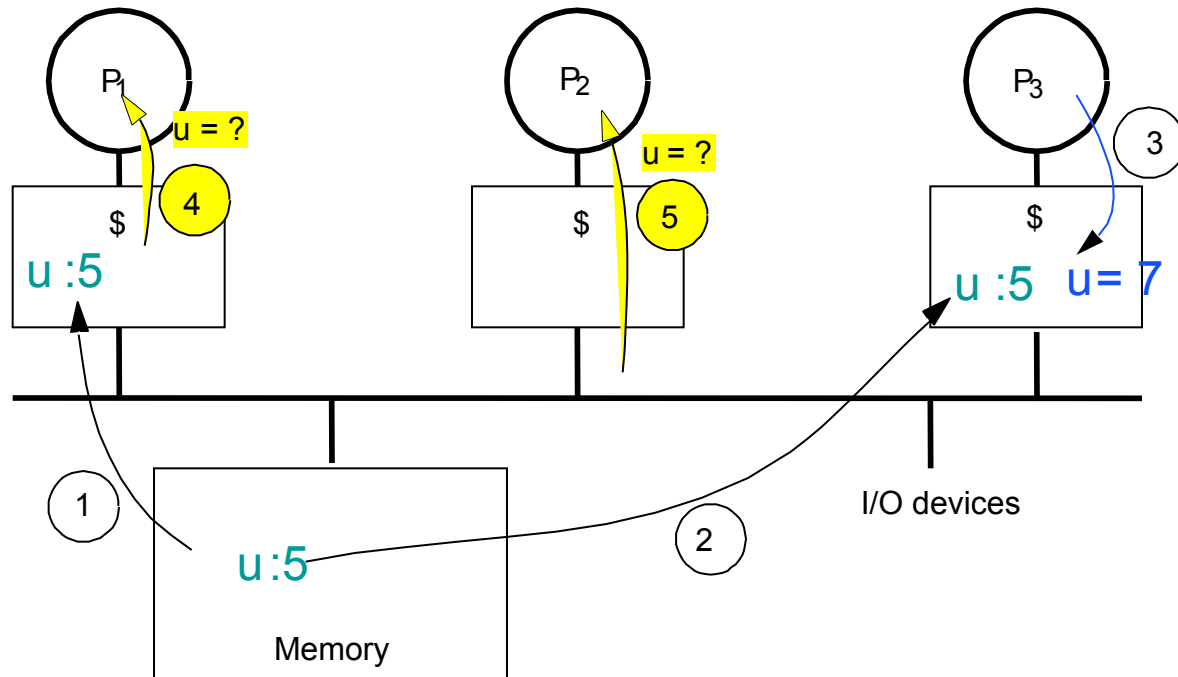 P1
P2
P3
u = ?
u = ?
3
4
5
$
$
$
u :5
u :5
u= 7
1
2
I/O devices
u :5
Memory